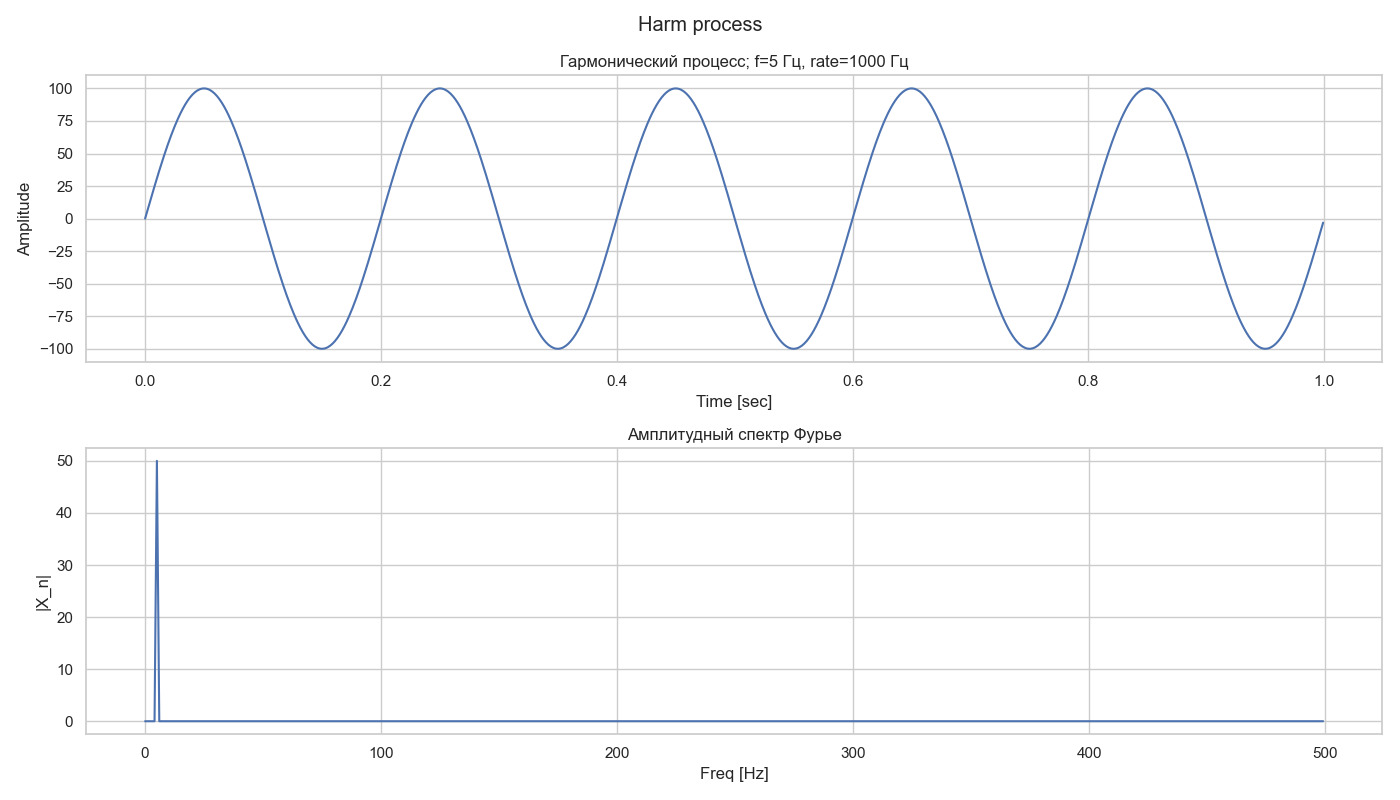 Harm process
Гармонический процесс; f=5 Гц, rate=1000 Гц
100
75
50
25
0
−25
−50
−75
−100
Amplitude
0.0 0.2 0.4 0.6 0.8 1.0
Time [sec]
Амплитудный спектр Фурье
50
40
30
20
10
0
|X_n|
0 100 200 300 400 500
Freq [Hz]